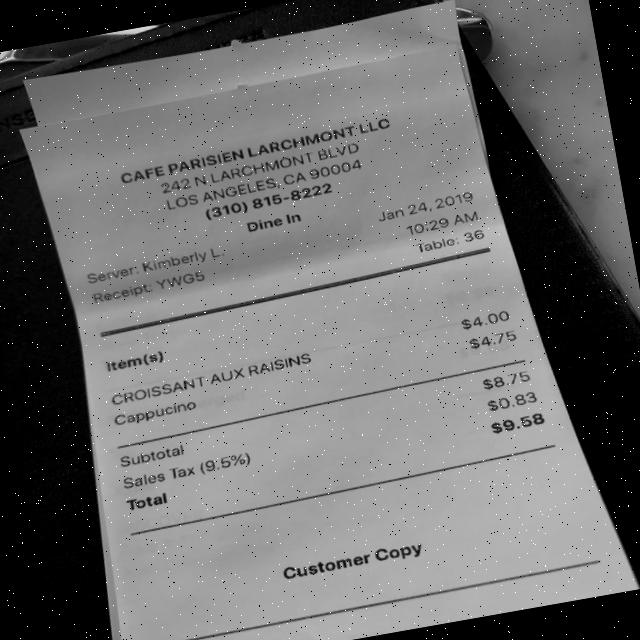 CAFE PARISIEN LARCHMONT LLC
242 N LARCHMONT BLVD
LOS ANGELES, CA 90004
(310) 815-8222
Dine In
Server: Kimberly L. Jan 24, 2019
Receipt: YWG5 10:29 AM
Table: 36
Item(s)
CROISSANT AUX RAISINS $4.00
Cappucino $4.75
Subtotal $8.75
Sales Tax (9.5%) $0.83
Total $9.58
Customer Copy